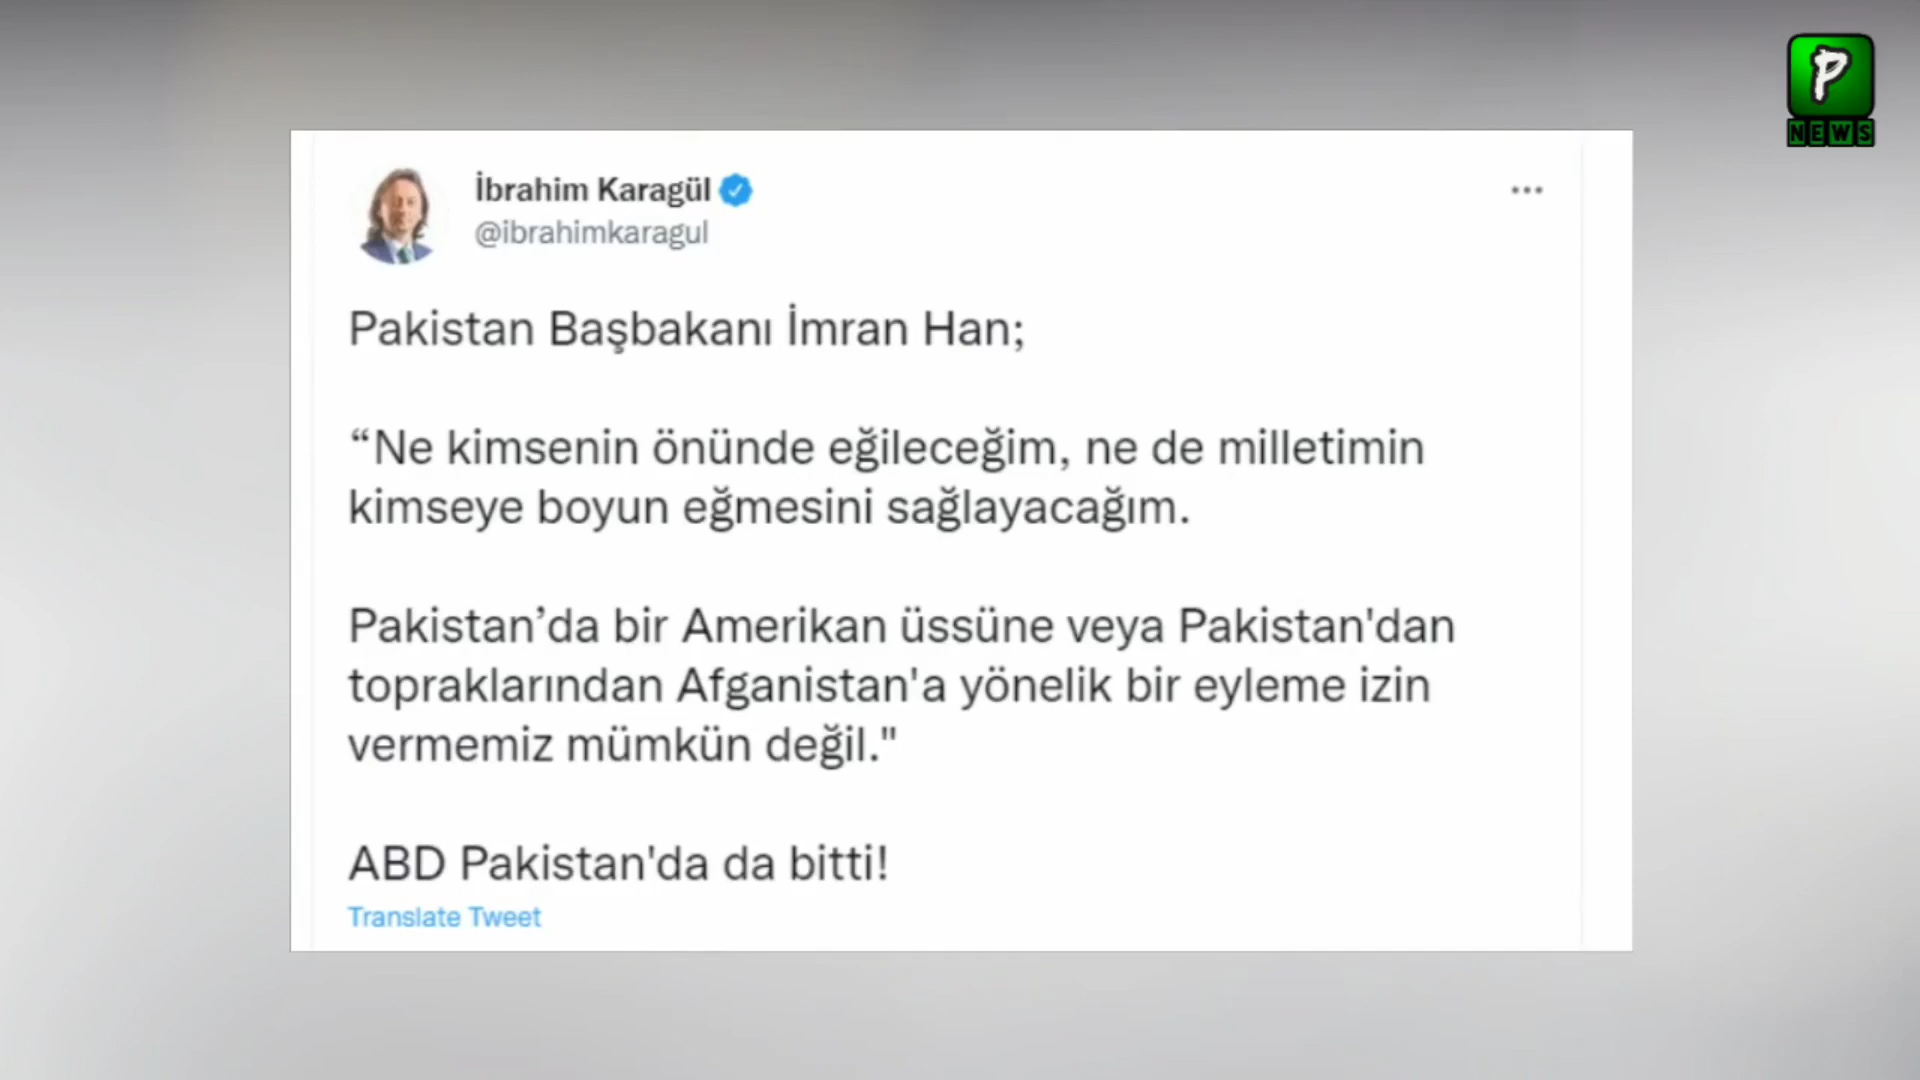 P
NEWS
İbrahim Karagül
@ibrahimkaragul
Pakistan Başbakanı İmran Han;
“Ne kimsenin önünde eğileceğim, ne de milletimin
kimseye boyun eğmesini sağlayacağım.
Pakistan’da bir Amerikan üssüne veya Pakistan'dan
topraklarından Afganistan'a yönelik bir eyleme izin
vermemiz mümkün değil."
ABD Pakistan'da da bitti!
Translate Tweet